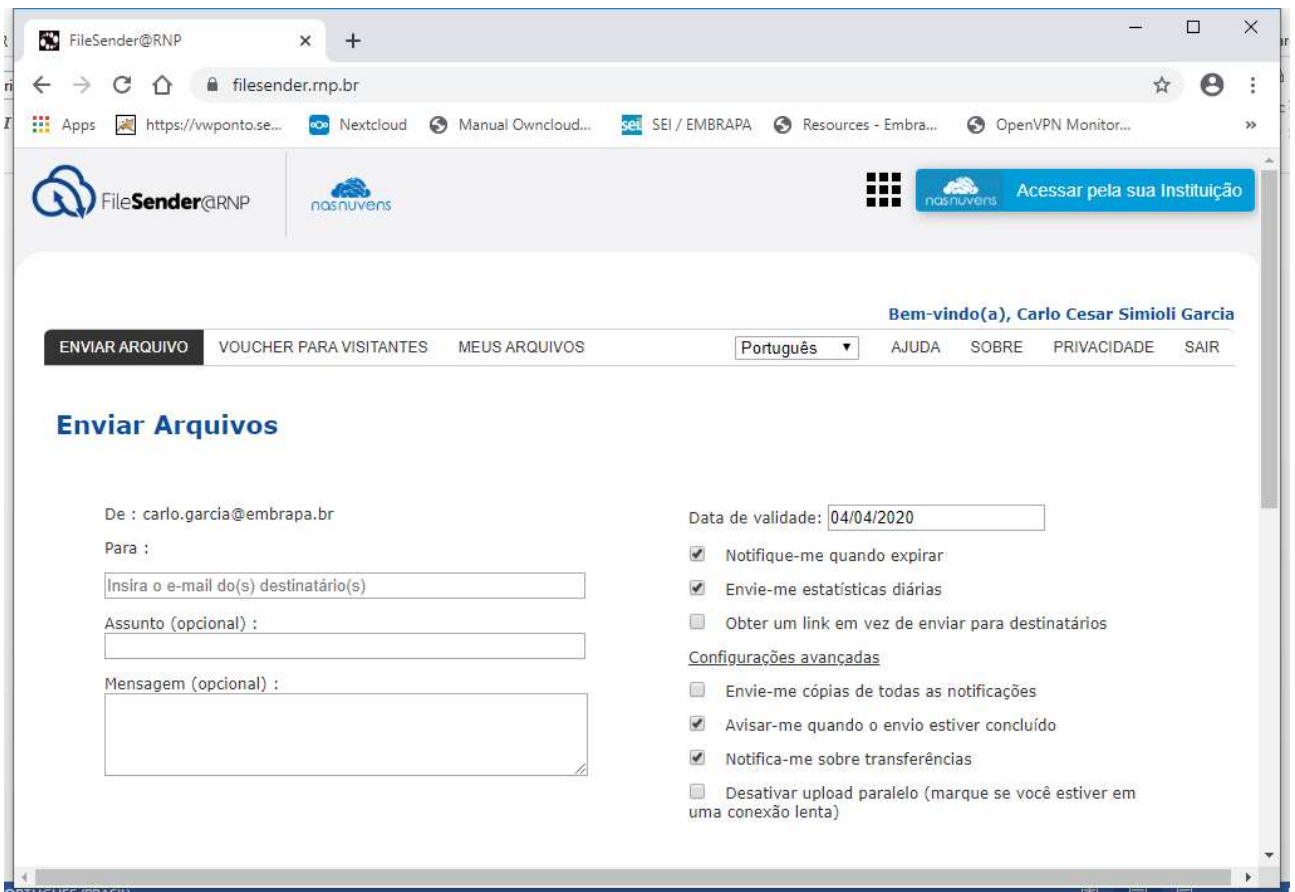 FileSender@RNP
filesender.rnp.br
Apps https://vwponto.se... Nextcloud Manual Owncloud... sei SEI / EMBRAPA Resources - Embra... OpenVPN Monitor... »
FileSender@RNP nasnuvens nasnuvens Acessar pela sua Instituição
Bem-vindo(a), Carlo Cesar Simioli Garcia
ENVIAR ARQUIVO VOUCHER PARA VISITANTES MEUS ARQUIVOS Português AJUDA SOBRE PRIVACIDADE SAIR
Enviar Arquivos
De : carlo.garcia@embrapa.br
Para :
Insira o e-mail do(s) destinatário(s)
Assunto (opcional) :
Mensagem (opcional) :
Data de validade: 04/04/2020
Notifique-me quando expirar
Envie-me estatísticas diárias
Obter um link em vez de enviar para destinatários
Configurações avançadas
Envie-me cópias de todas as notificações
Avisar-me quando o envio estiver concluído
Notifica-me sobre transferências
Desativar upload paralelo (marque se você estiver em
uma conexão lenta)